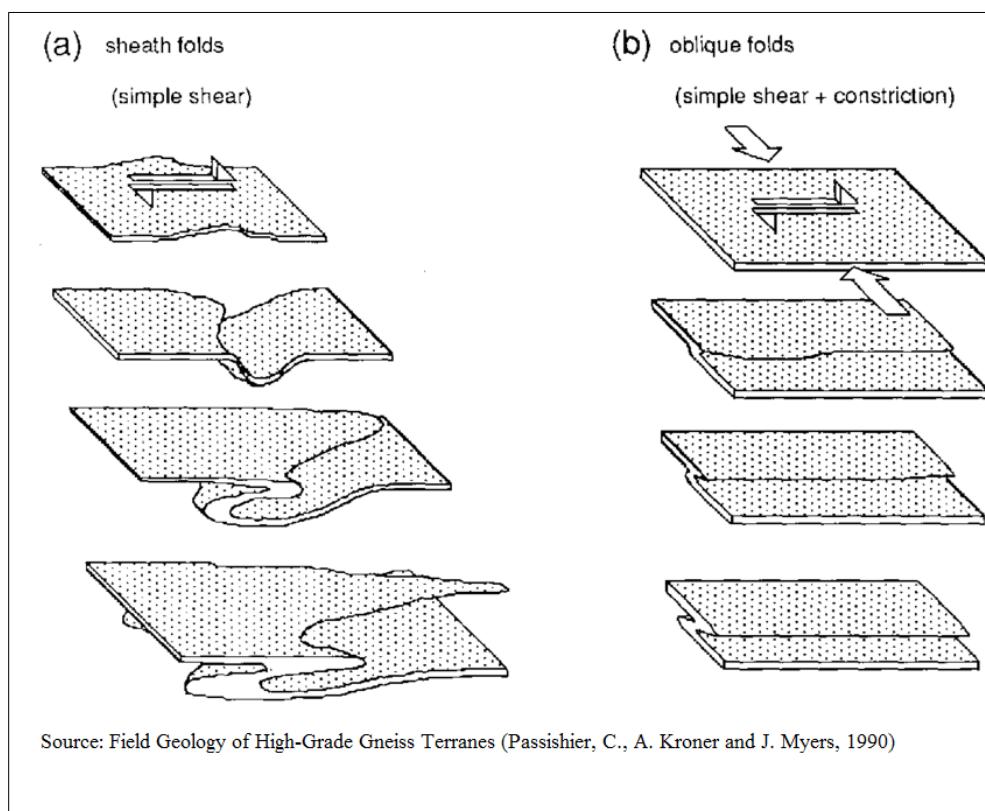 (a) sheath folds
(simple shear)
(b) oblique folds
(simple shear + constriction)
Source: Field Geology of High-Grade Gneiss Terranes (Passishier, C., A. Kroner and J. Myers, 1990)